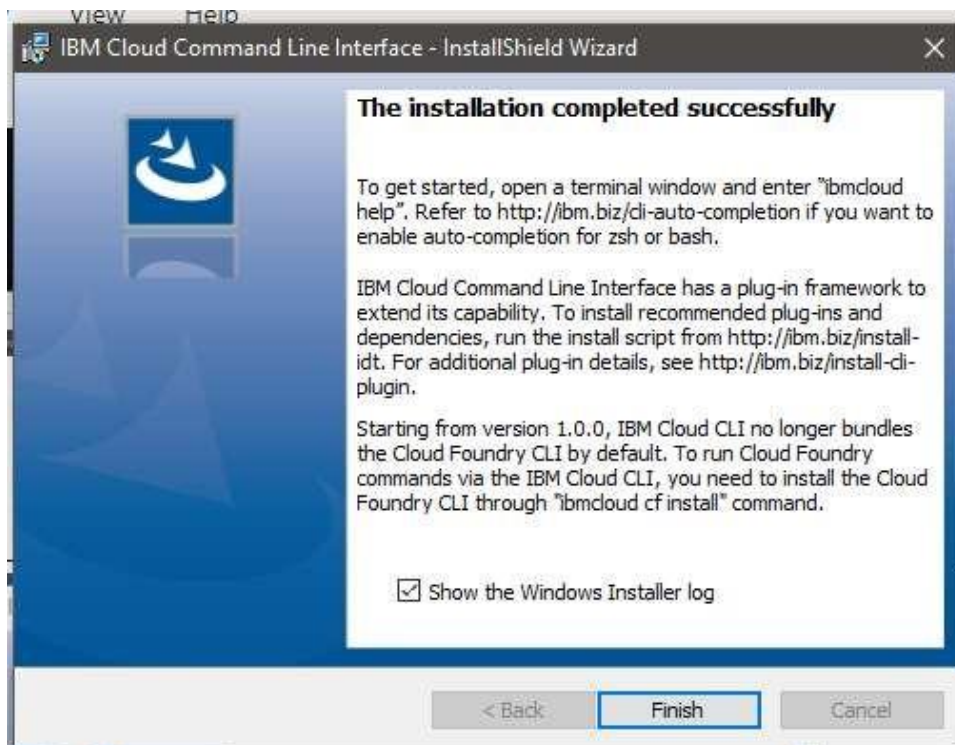 View Help
IBM Cloud Command Line Interface - InstallShield Wizard
The installation completed successfully
To get started, open a terminal window and enter "ibmcloud
help". Refer to http://ibm.biz/cli-auto-completion if you want to
enable auto-completion for zsh or bash.
IBM Cloud Command Line Interface has a plug-in framework to
extend its capability. To install recommended plug-ins and
dependencies, run the install script from http://ibm.biz/install-
idt. For additional plug-in details, see http://ibm.biz/install-cli-
plugin.
Starting from version 1.0.0, IBM Cloud CLI no longer bundles
the Cloud Foundry CLI by default. To run Cloud Foundry
commands via the IBM Cloud CLI, you need to install the Cloud
Foundry CLI through "ibmcloud cf install" command.
Show the Windows Installer log
< Back Finish Cancel